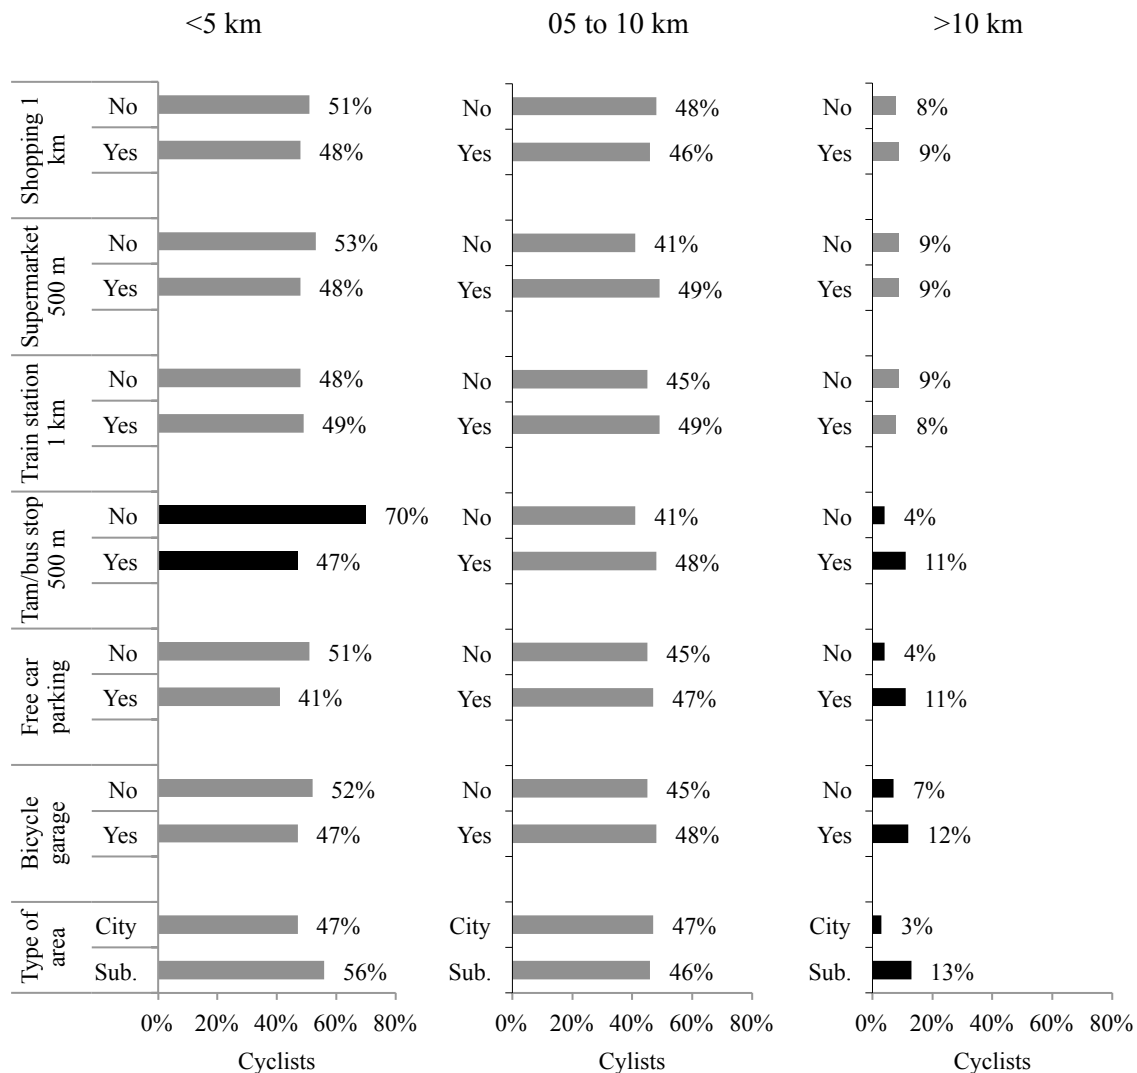 <5 km 05 to 10 km >10 km
Shopping 1
km
No 51% No 48% No 8%
Yes 48% Yes 46% Yes 9%
Supermarket
500 m
No 53% No 41% No 9%
Yes 48% Yes 49% Yes 9%
Train station
1 km
No 48% No 45% No 9%
Yes 49% Yes 49% Yes 8%
Tam/bus stop
500 m
No 70% No 41% No 4%
Yes 47% Yes 48% Yes 11%
Free car
parking
No 51% No 45% No 4%
Yes 41% Yes 47% Yes 11%
Bicycle
garage
No 52% No 45% No 7%
Yes 47% Yes 48% Yes 12%
Type of
area
City 47% City 47% City 3%
Sub. 56% Sub. 46% Sub. 13%
0% 20% 40% 60% 80% 0% 20% 40% 60% 80% 0% 20% 40% 60% 80%
Cyclists Cylists Cyclists